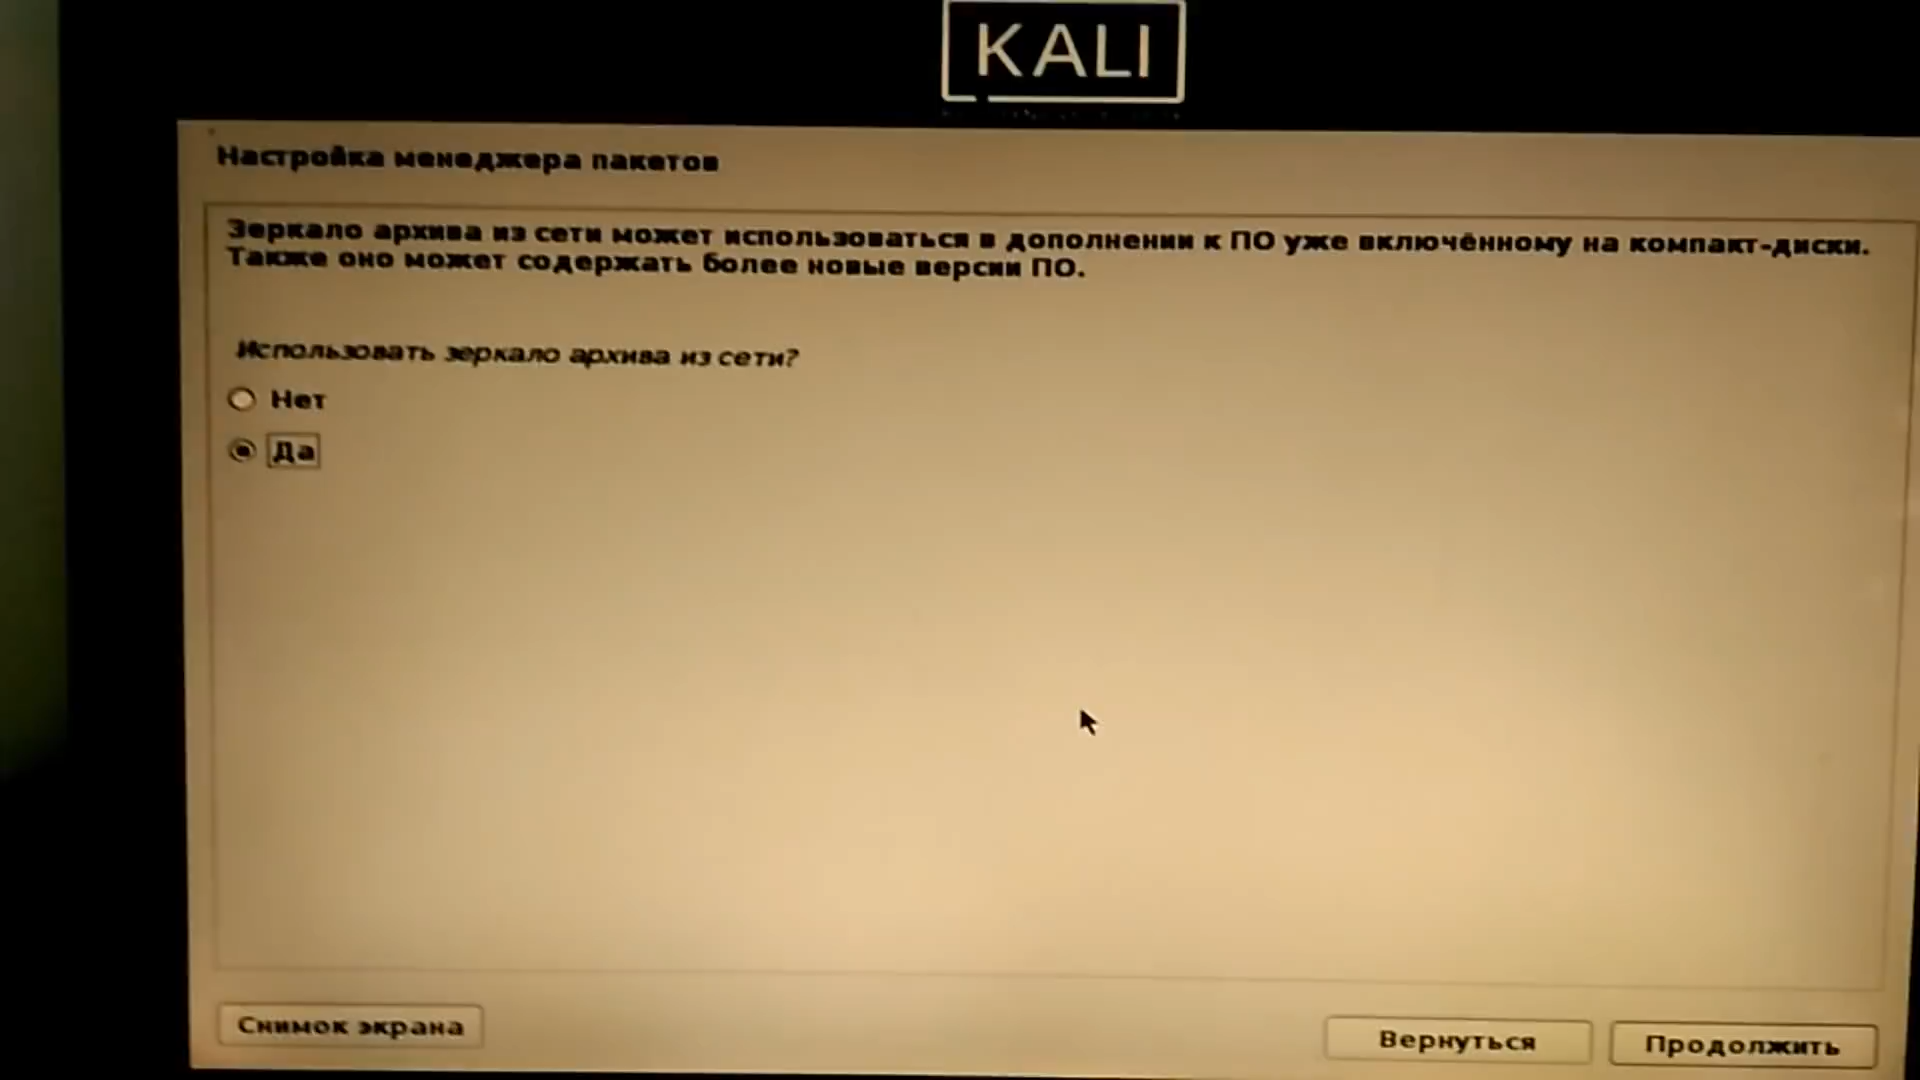 KALI
Настройка менеджера пакетов
Зеркало архива из сети может использоваться в дополнении к ПО уже включённому на компакт-диски.
Также оно может содержать более новые версии ПО.
Использовать зеркало архива из сети?
Нет
Да
Снимок экрана
Вернуться
Продолжить